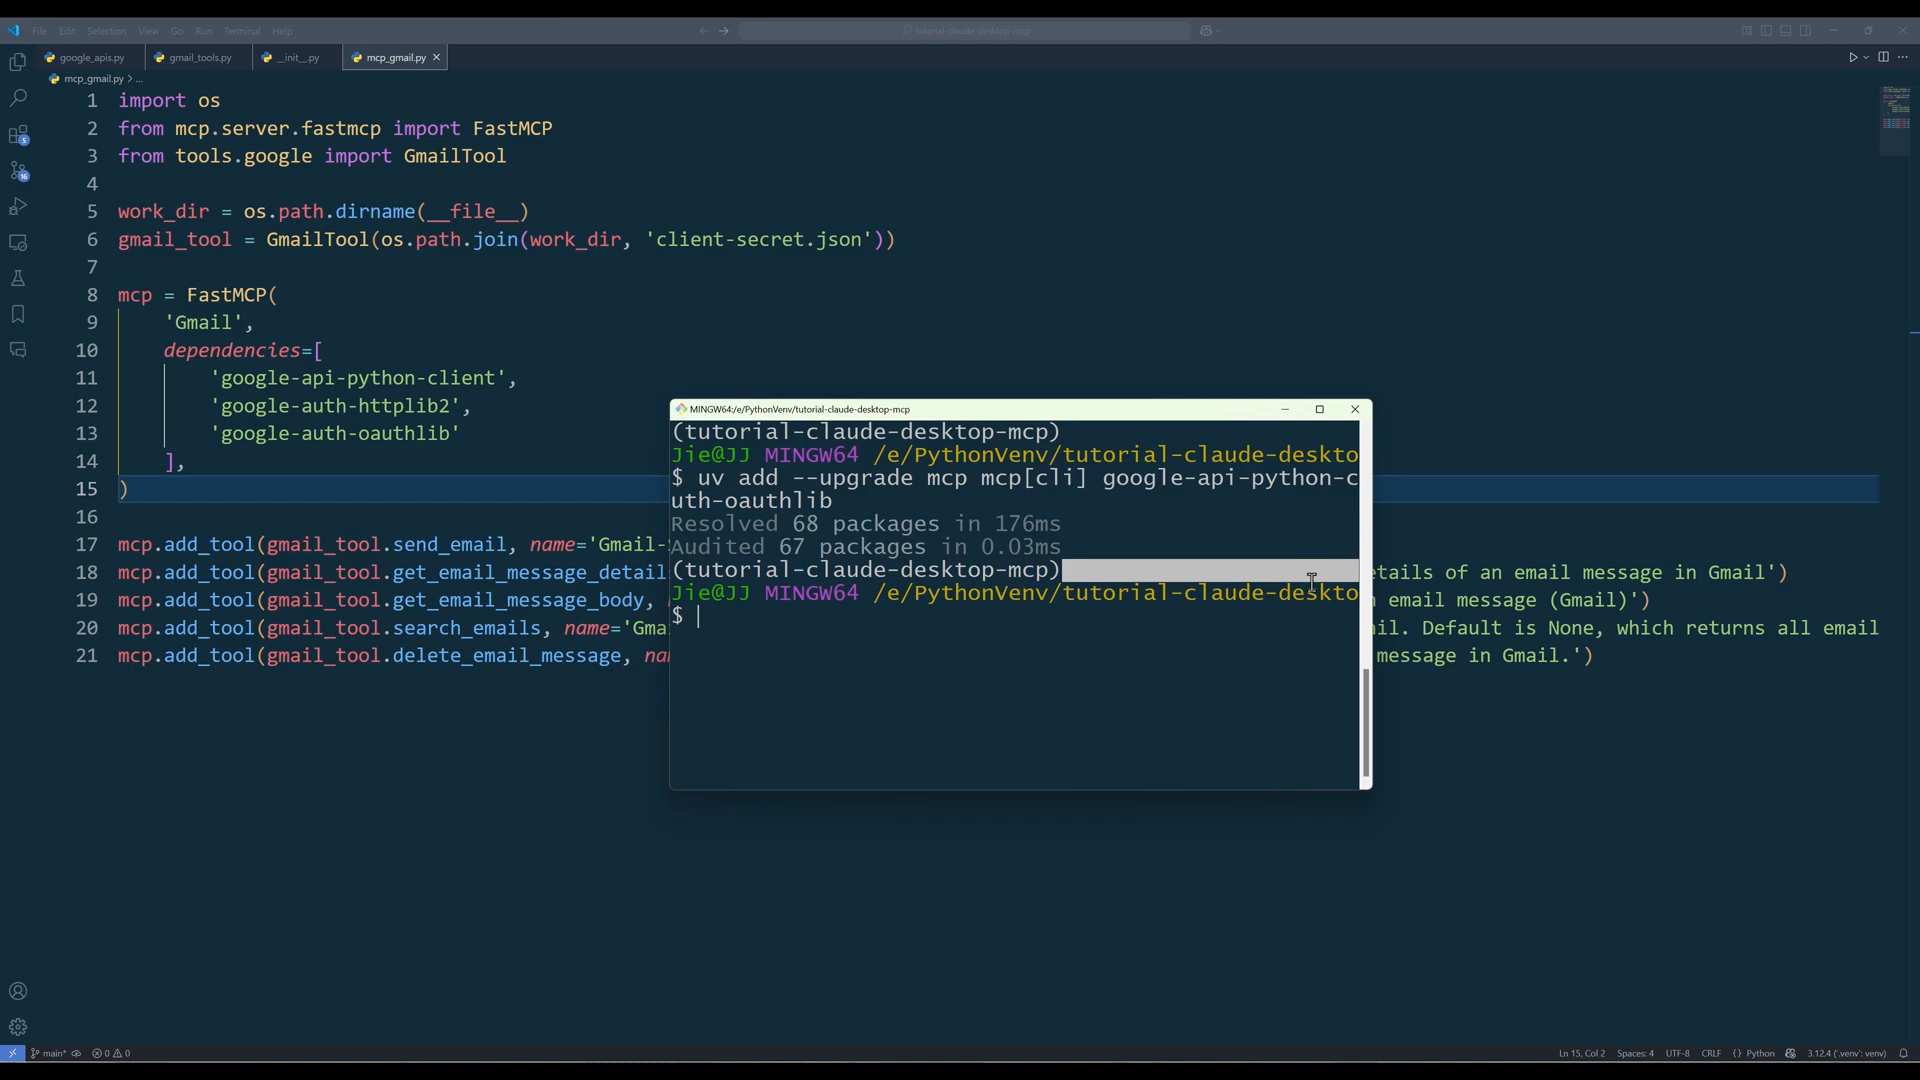 File Edit Selection View Go Run Terminal Help
tutorial-claude-desktop-mcp
google_apis.py gmail_tools.py __init__.py mcp_gmail.py
mcp_gmail.py > ...
1 import os
2 from mcp.server.fastmcp import FastMCP
3 from tools.google import GmailTool
4
5 work_dir = os.path.dirname(__file__)
6 gmail_tool = GmailTool(os.path.join(work_dir, 'client-secret.json'))
7
8 mcp = FastMCP(
9 'Gmail',
10 dependencies=[
11 'google-api-python-client',
12 'google-auth-httplib2',
13 'google-auth-oauthlib'
14 ],
15 )
16
17 mcp.add_tool(gmail_tool.send_email, name='Gmail-
18 mcp.add_tool(gmail_tool.get_email_message_detail etails of an email message in Gmail')
19 mcp.add_tool(gmail_tool.get_email_message_body, email message (Gmail)')
20 mcp.add_tool(gmail_tool.search_emails, name='Gma ail. Default is None, which returns all email
21 mcp.add_tool(gmail_tool.delete_email_message, na message in Gmail.')
MINGW64:/e/PythonVenv/tutorial-claude-desktop-mcp
(tutorial-claude-desktop-mcp)
Jie@JJ MINGW64 /e/PythonVenv/tutorial-claude-deskto
$ uv add --upgrade mcp mcp[cli] google-api-python-c
uth-oauthlib
Resolved 68 packages in 176ms
Audited 67 packages in 0.03ms
(tutorial-claude-desktop-mcp)
Jie@JJ MINGW64 /e/PythonVenv/tutorial-claude-deskto
$
5
16
main* 0 0 Ln 15, Col 2 Spaces: 4 UTF-8 CRLF {} Python 3.12.4 ('.venv': venv)